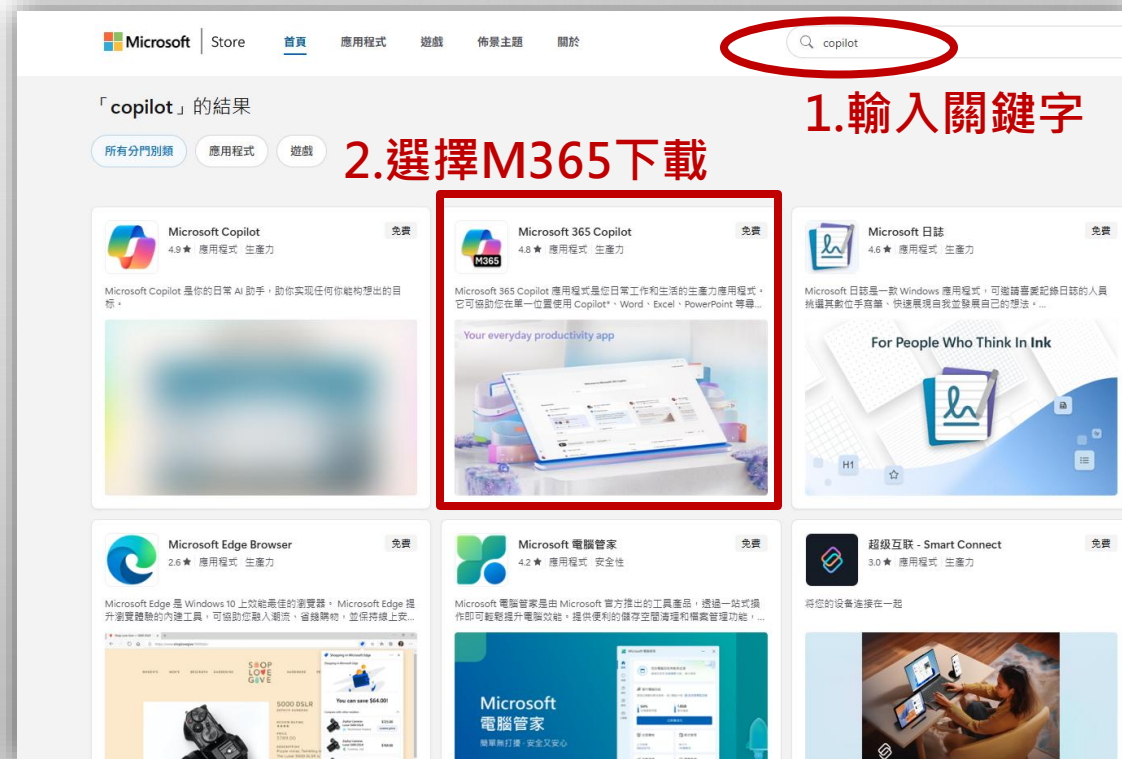 Microsoft Store 首頁 應用程式 遊戲 佈景主題 關於 copilot
「copilot」的結果
1.輸入關鍵字
所有分門別類 應用程式 遊戲
2.選擇M365下載
Microsoft Copilot 免費
4.9★ 應用程式 生產力
Microsoft Copilot 是你的日常 AI 助手，助你实现任何你能构想出的目
标。
M365
Microsoft 365 Copilot 免費
4.8★ 應用程式 生產力
Microsoft 365 Copilot 應用程式是您日常工作和生活的生產力應用程式。
它可協助您在單一位置使用 Copilot*、Word、Excel、PowerPoint 等尋...
Your everyday productivity app
Microsoft 日誌 免費
4.6★ 應用程式 生產力
Microsoft 日誌是一款 Windows 應用程式，可邀請喜愛記錄日誌的人員
挑選其數位手寫筆、快速展現自我並發展自己的想法。...
For People Who Think In Ink
H1
Microsoft Edge Browser 免費
2.6★ 應用程式 生產力
Microsoft Edge 是 Windows 10 上效能最佳的瀏覽器。 Microsoft Edge 提
升瀏覽體驗的內建工具，可協助您融入潮流、省錢購物，並保持線上安...
SHOP
LOVE
GIVE
You can save $64.00!
5000 DSLR
Microsoft 電腦管家 免費
4.2★ 應用程式 安全性
Microsoft 電腦管家是由 Microsoft 官方推出的工具產品，透過一站式操
作即可輕鬆提升電腦效能。提供便利的儲存空間清理和檔案管理功能，...
Microsoft
電腦管家
簡單無打擾·安全又安心
超级互联 - Smart Connect 免費
3.0★ 應用程式 生產力
将您的设备连接在一起